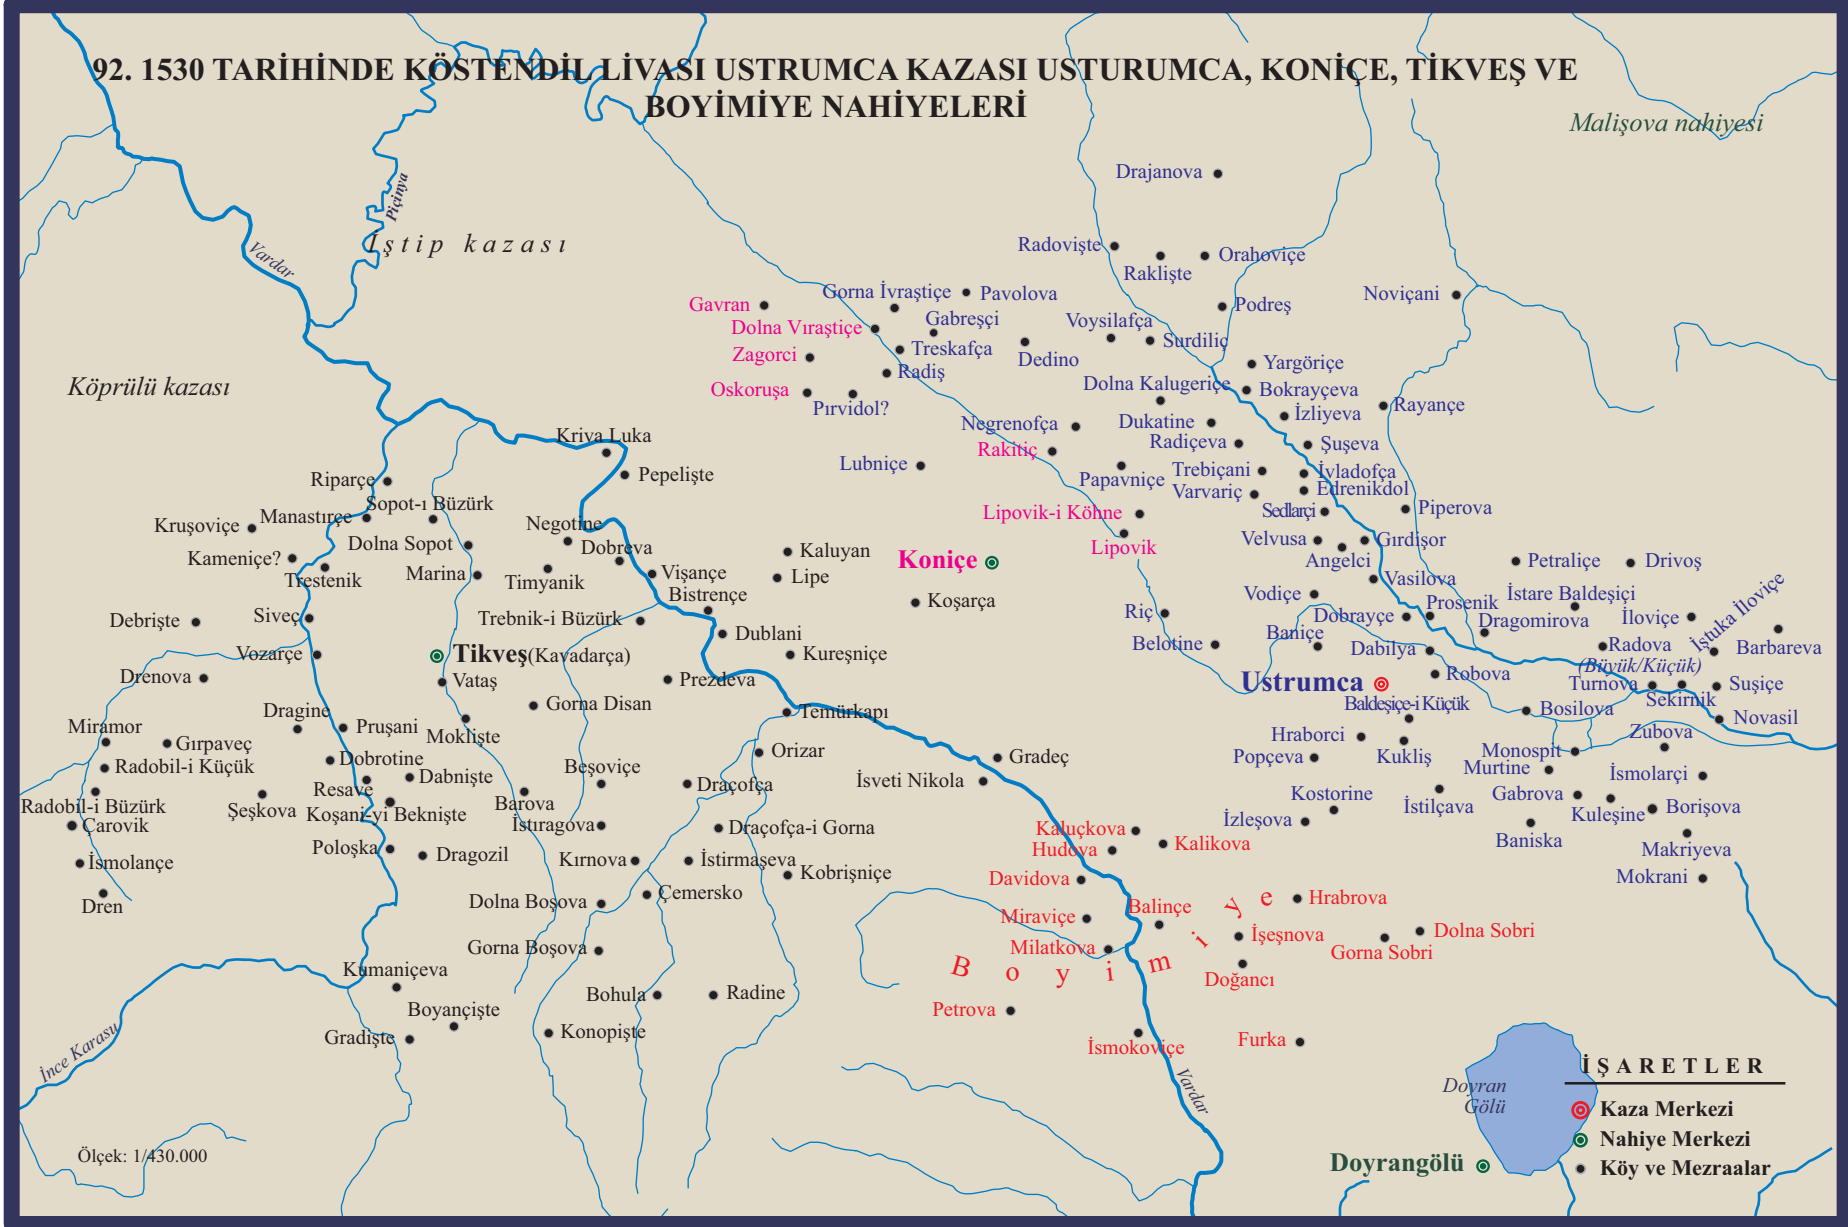 92. 1530 TARİHİNDE KÖSTENDİL LİVASI USTRUMCA KAZASI USTURUMCA, KONİÇE, TİKVEŞ VE
BOYİMİYE NAHİYELERİ
Malişova nahiyesi
Piçinya
İştip kazası
Vardar
Köprülü kazası
Drajanova
Radovişte
Raklişte
Orahoviçe
Noviçani
Podreş
Gavran
Gorna İvraştiçe
Pavolova
Dolna Vıraştiçe
Gabreşçi
Voysilafça
Surdiliç
Zagorci
Treskafça
Dedino
Yargöriçe
Radiş
Oskoruşa
Pırvidol?
Dolna Kalugeriçe
Bokrayçeva
Rayançe
İzliyeva
Negrenofça
Dukatine
Radiçeva
Şuşeva
Rakitiç
Lubniçe
Papavniçe
Trebiçani
İvladofça
Varvariç
Edrenikdol
Lipovik-i Köhne
Sedlarçi
Piperova
Lipovik
Velvusa
Gırdişor
Angelci
Koniçe
Vasilova
Petraliçe
Drivoş
Koşarça
Vodiçe
Prosenik
İstare Baldeşiçi
Riç
Dobrayçe
Dragomirova
İloviçe
İştuka İloviçe
Baniçe
Belotine
Dabilya
Radova
(Büyük/Küçük)
Barbareva
Ustrumca
Robova
Turnova
Sekirnik
Suşiçe
Baldeşiçe-i Küçük
Bosilova
Novasil
Hraborci
Kukliş
Monospit
Zubova
Popçeva
Murtine
İsmolarçi
Kostorine
İstilçava
Gabrova
Kuleşine
Borişova
İzleşova
Baniska
Makriyeva
Mokrani
Kriva Luka
Pepelişte
Riparçe
Sopot-ı Büzürk
Manastırçe
Kruşoviçe
Negotine
Dolna Sopot
Dobreva
Kaluyan
Kameniçe?
Trestenik
Marina
Timyanik
Vişançe
Lipe
Bistrençe
Debrişte
Siveç
Trebnik-i Büzürk
Dublani
Vozarçe
Tikveş(Kavadarça)
Kureşniçe
Drenova
Vataş
Prezdeva
Dragine
Gorna Disan
Temürkapı
Miramor
Pruşani
Moklişte
Gırpaveç
Orizar
Radobil-i Küçük
Dobrotine
Dabnişte
Beşoviçe
Draçofça
İsveti Nikola
Gradeç
Radobil-i Büzürk
Şeşkova
Resave
Koşani-yi Beknişte
Barova
Çarovik
İstıragova
Draçofça-i Gorna
İsmolançe
Poloşka
Dragozil
Kırnova
İstirmaşeva
Kobrişniçe
Dren
Dolna Boşova
Çemersko
Gorna Boşova
Kumaniçeva
Bohula
Radine
Boyançişte
Gradişte
Konopişte
İnce Karasu
Kaluçkova
Hudova
Kalikova
Davidova
Miraviçe
Balinçe
Hrabrova
Milatkova
İşeşnova
Dolna Sobri
Gorna Sobri
Boyimiye
Doğancı
Petrova
İsmokoviçe
Furka
Vardar
Doyran
Gölü
Doyrangölü
İŞARETLER
Kaza Merkezi
Nahiye Merkezi
Köy ve Mezraalar
Ölçek: 1/430.000